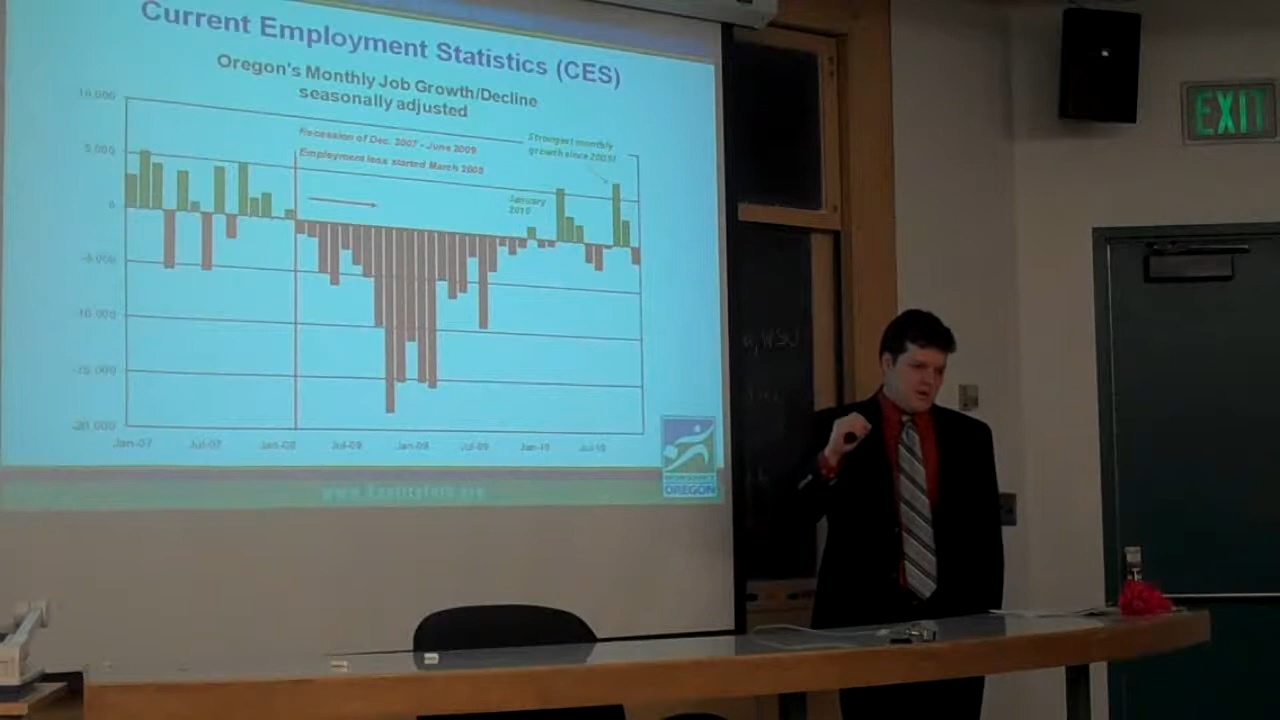 Current Employment Statistics (CES)
Oregon's Monthly Job Growth/Decline
seasonally adjusted
10,000
5,000
0
-5,000
-10,000
-15,000
-20,000
Recession of Dec. 2007 - June 2009
Employment loss started March 2008
Strongest monthly
growth since 2005!
January
2010
Jan-07
Jul-07
Jan-08
Jan-09
Jul-09
Jan-10
Jul-10
OREGON
EXIT